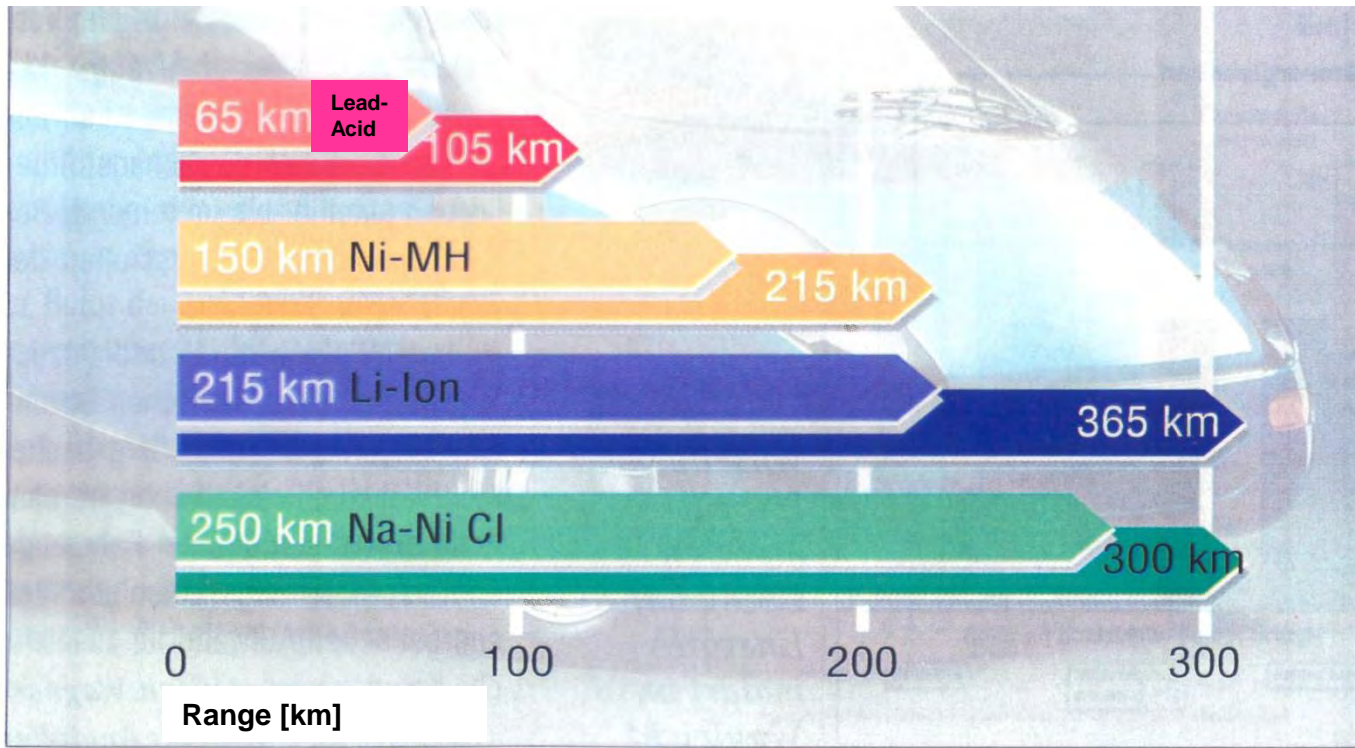 65 km Lead-
Acid
105 km
150 km Ni-MH
215 km
215 km Li-Ion
365 km
250 km Na-Ni Cl
300 km
0 100 200 300
Range [km]